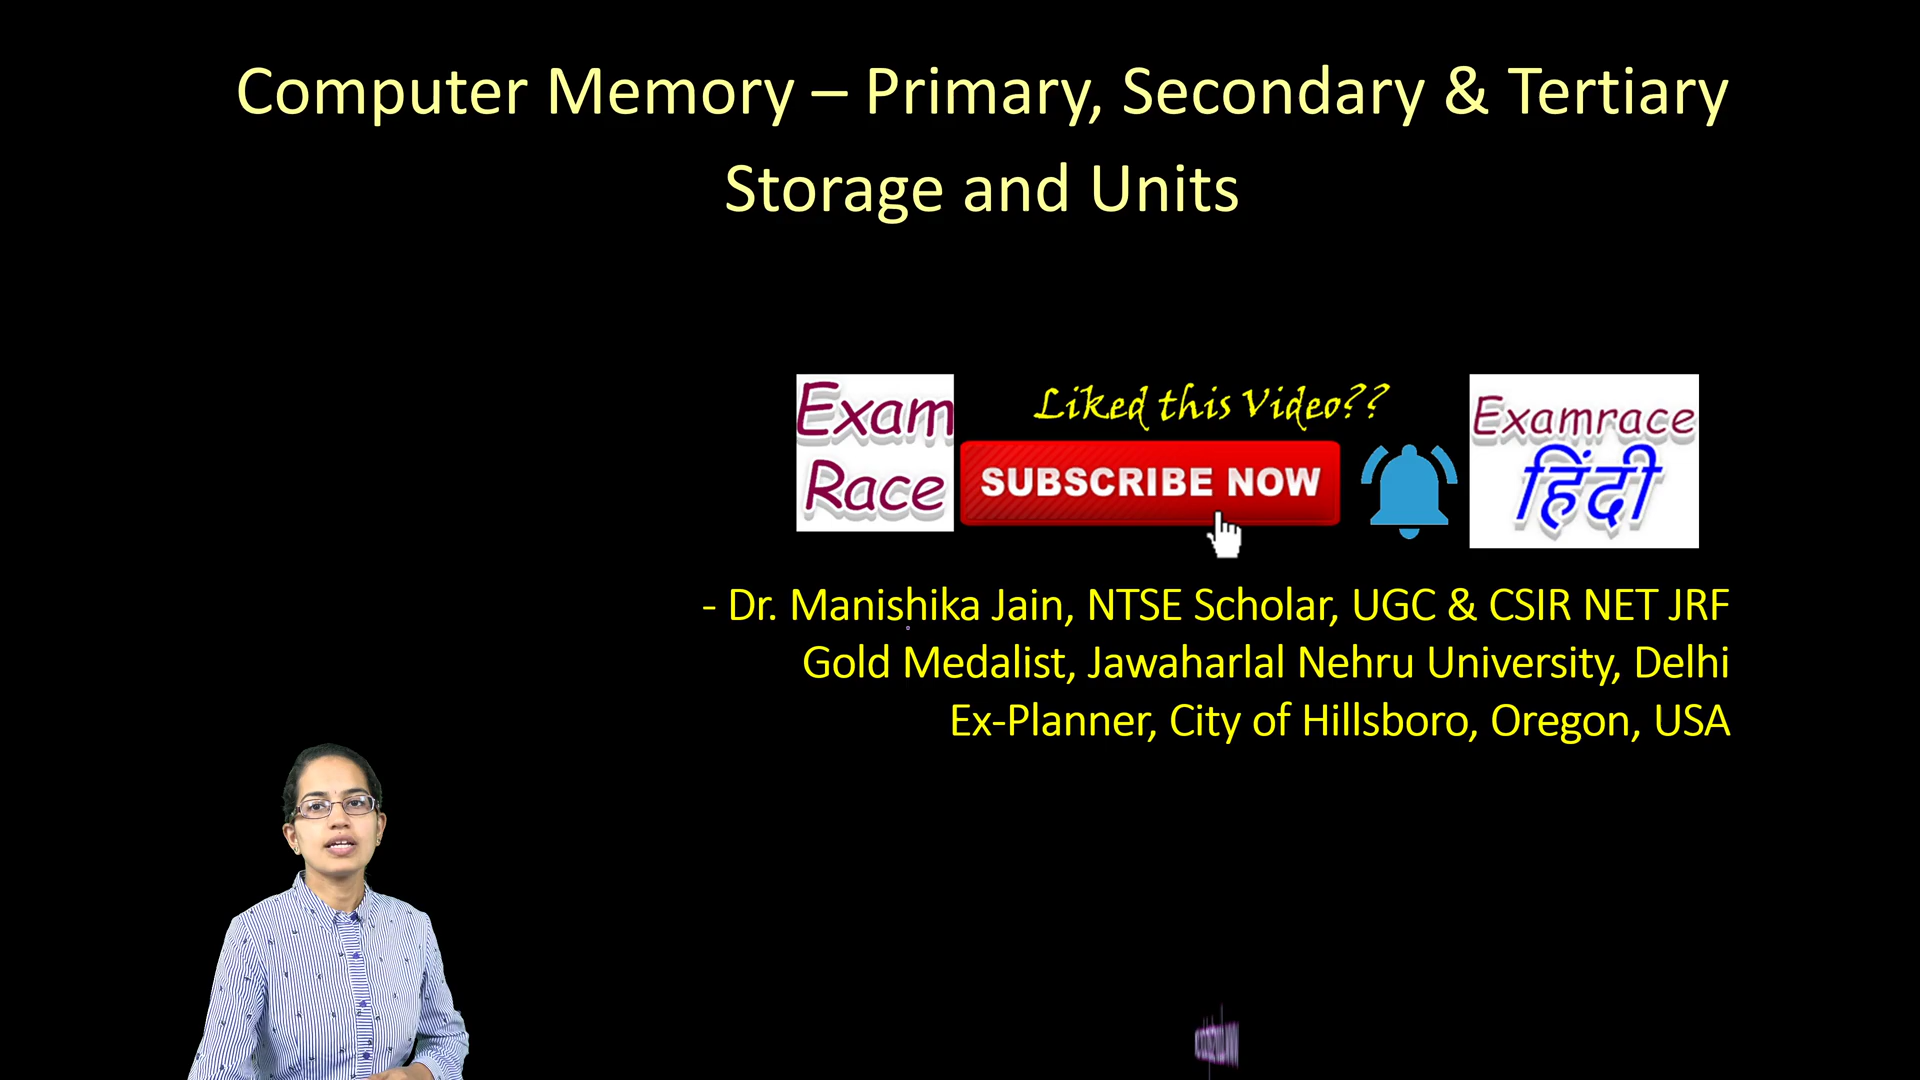 Computer Memory – Primary, Secondary & Tertiary
Storage and Units
Exam
Race
Liked this Video??
SUBSCRIBE NOW
Examrace
हिंदी
- Dr. Manishika Jain, NTSE Scholar, UGC & CSIR NET JRF
Gold Medalist, Jawaharlal Nehru University, Delhi
Ex-Planner, City of Hillsboro, Oregon, USA